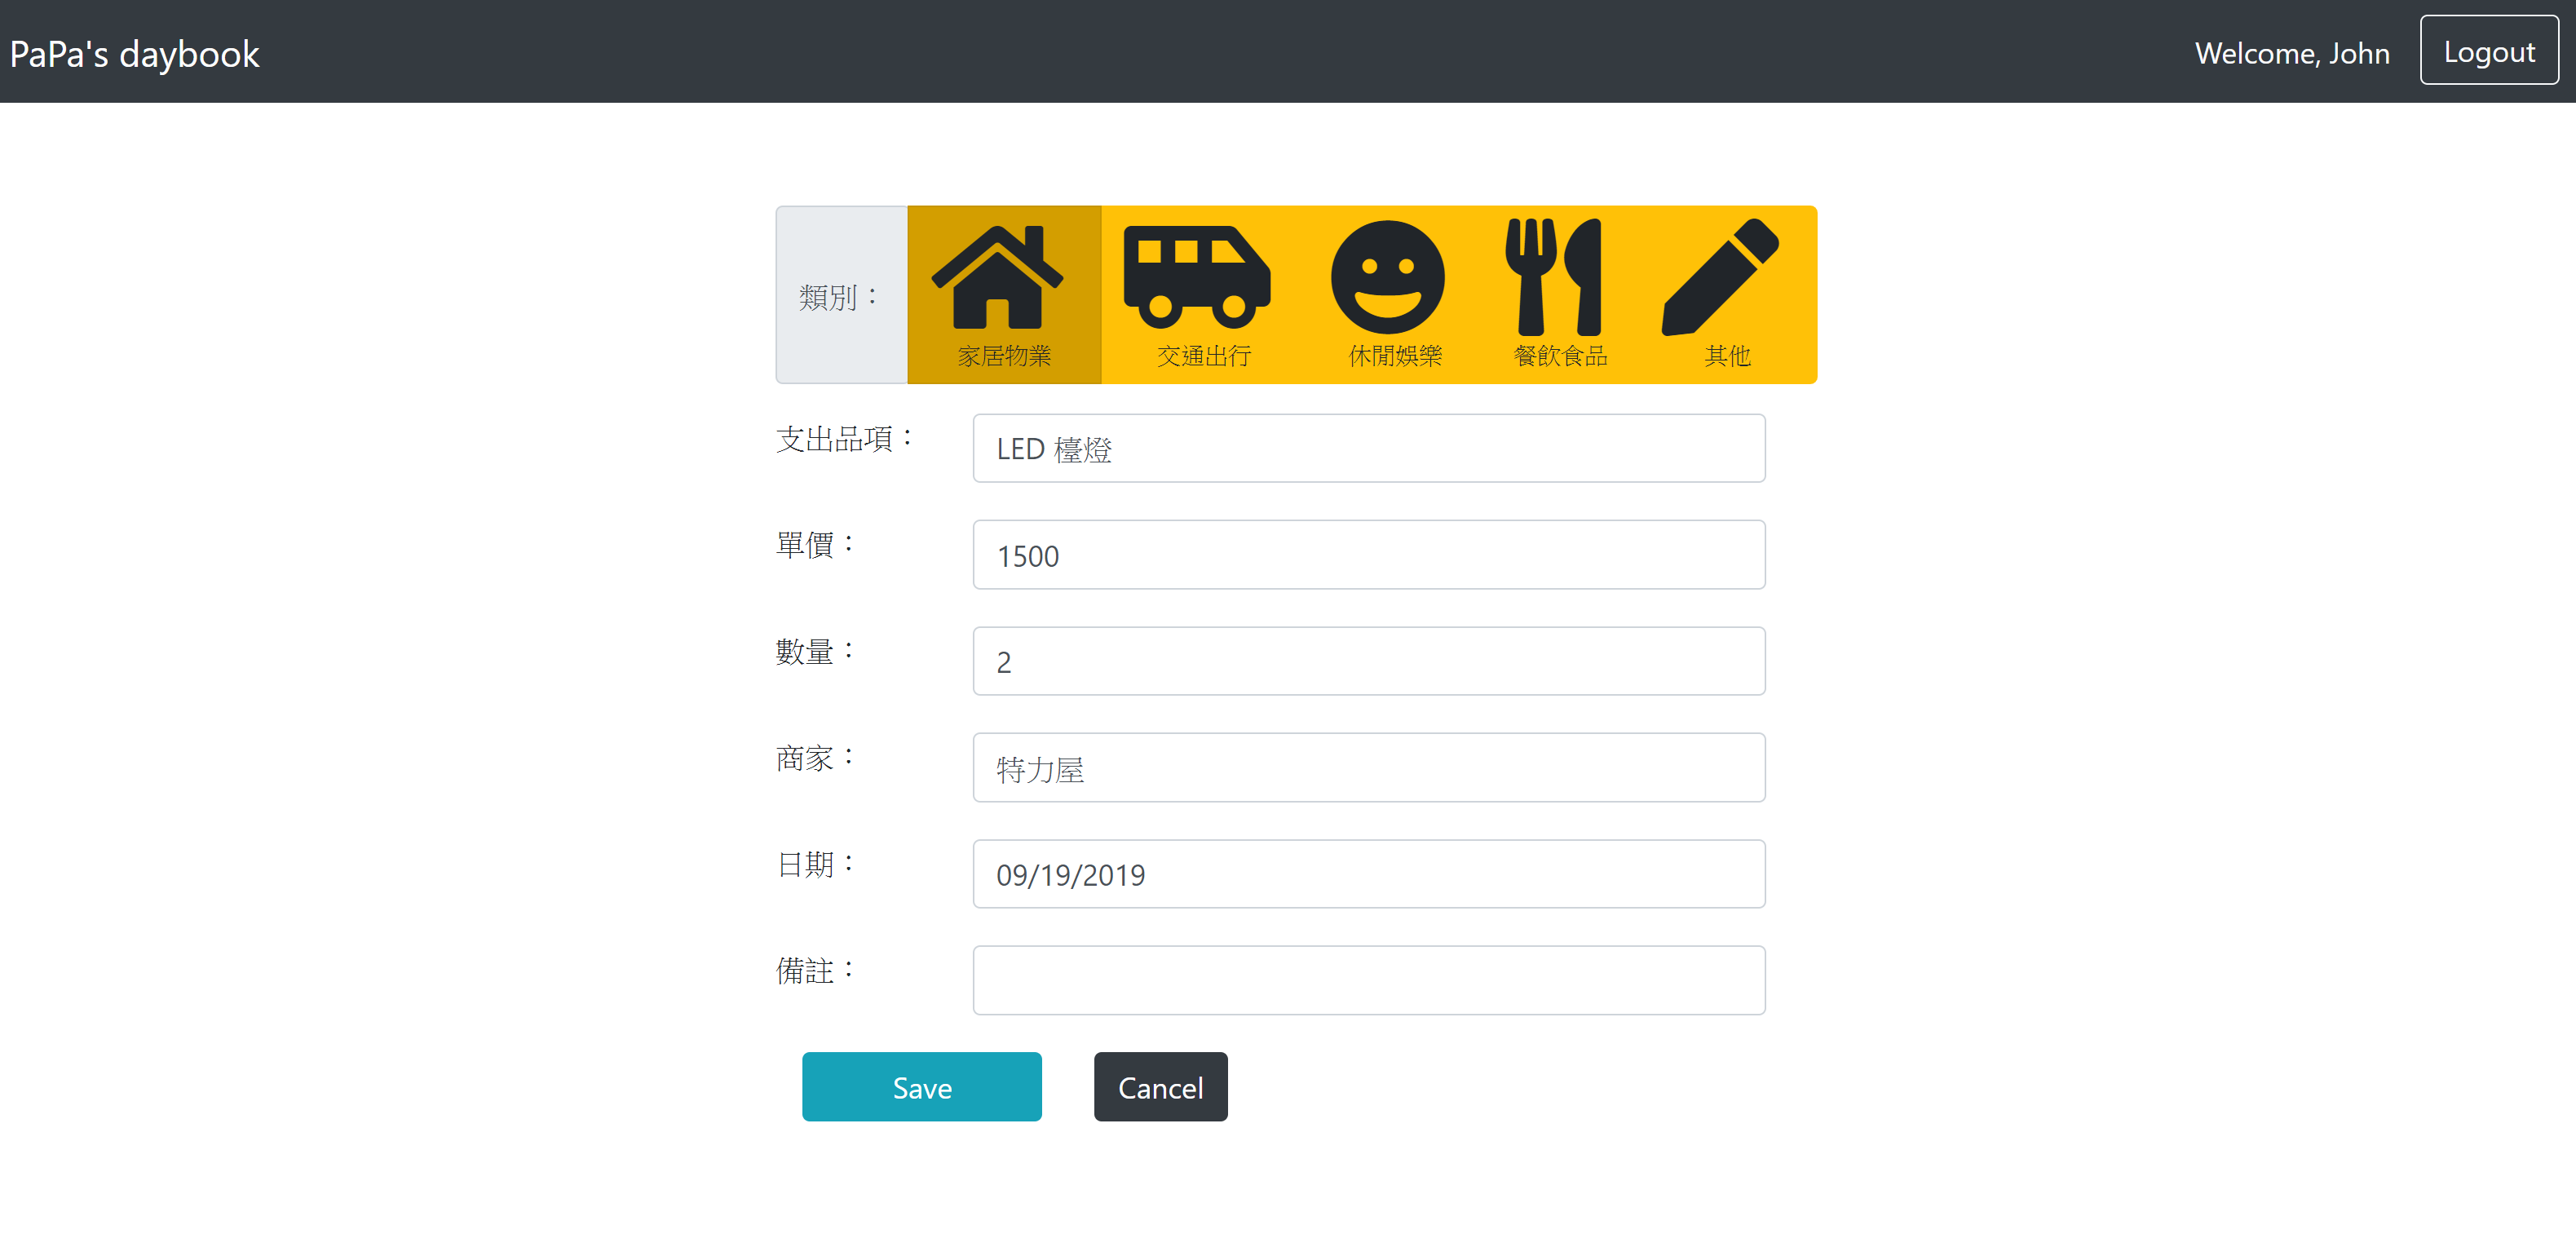 PaPa's daybook
Welcome, John
Logout
類別：
家居物業
交通出行
休閒娛樂
餐飲食品
其他
支出品項：
LED 檯燈
單價：
1500
數量：
2
商家：
特力屋
日期：
09/19/2019
備註：
Save
Cancel